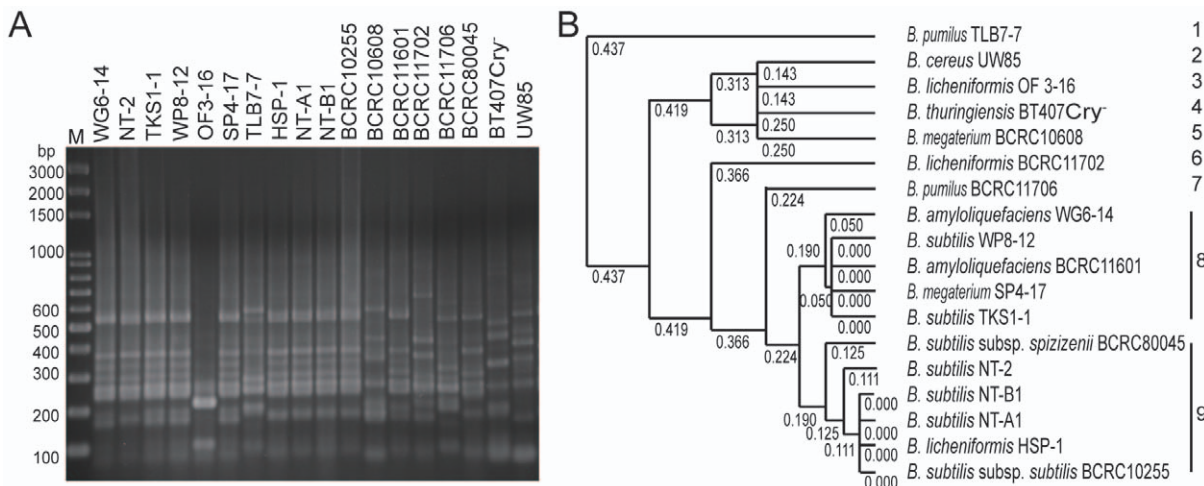 A
M
WG6-14
NT-2
TKS1-1
WP8-12
OF3-16
SP4-17
TLB7-7
HSP-1
NT-A1
NT-B1
BCRC10255
BCRC10608
BCRC11601
BCRC11702
BCRC11706
BCRC80045
BT407Cry-
UW85
bp
3000
2000
1500
1000
600
500
400
300
200
100
B
B. pumilus TLB7-7 1
0.437
B. cereus UW85 2
0.313 0.143
B. licheniformis OF 3-16 3
0.419 0.143
B. thuringiensis BT407Cry- 4
0.250
0.313
B. megaterium BCRC10608 5
0.250
B. licheniformis BCRC11702 6
0.366
B. pumilus BCRC11706 7
0.224
B. amyloliquefaciens WG6-14
0.050
B. subtilis WP8-12
0.190 0.000
0.437
B. amyloliquefaciens BCRC11601 8
0.000
B. megaterium SP4-17
0.050 0.000
B. subtilis TKS1-1
0.000
0.419
0.366
B. subtilis subsp. spizizenii BCRC80045
0.224 0.125
B. subtilis NT-2
0.111
B. subtilis NT-B1
0.000
0.190
B. subtilis NT-A1 9
0.125 0.000
0.111
B. licheniformis HSP-1
0.000
B. subtilis subsp. subtilis BCRC10255
0.000